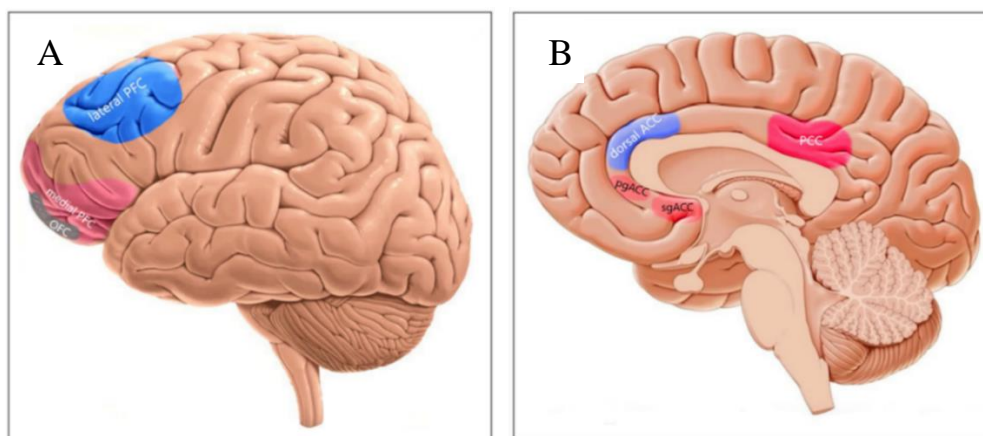 A
lateral PFC
medial PFC
OFC
B
dorsal ACC
PCC
pgACC
sgACC